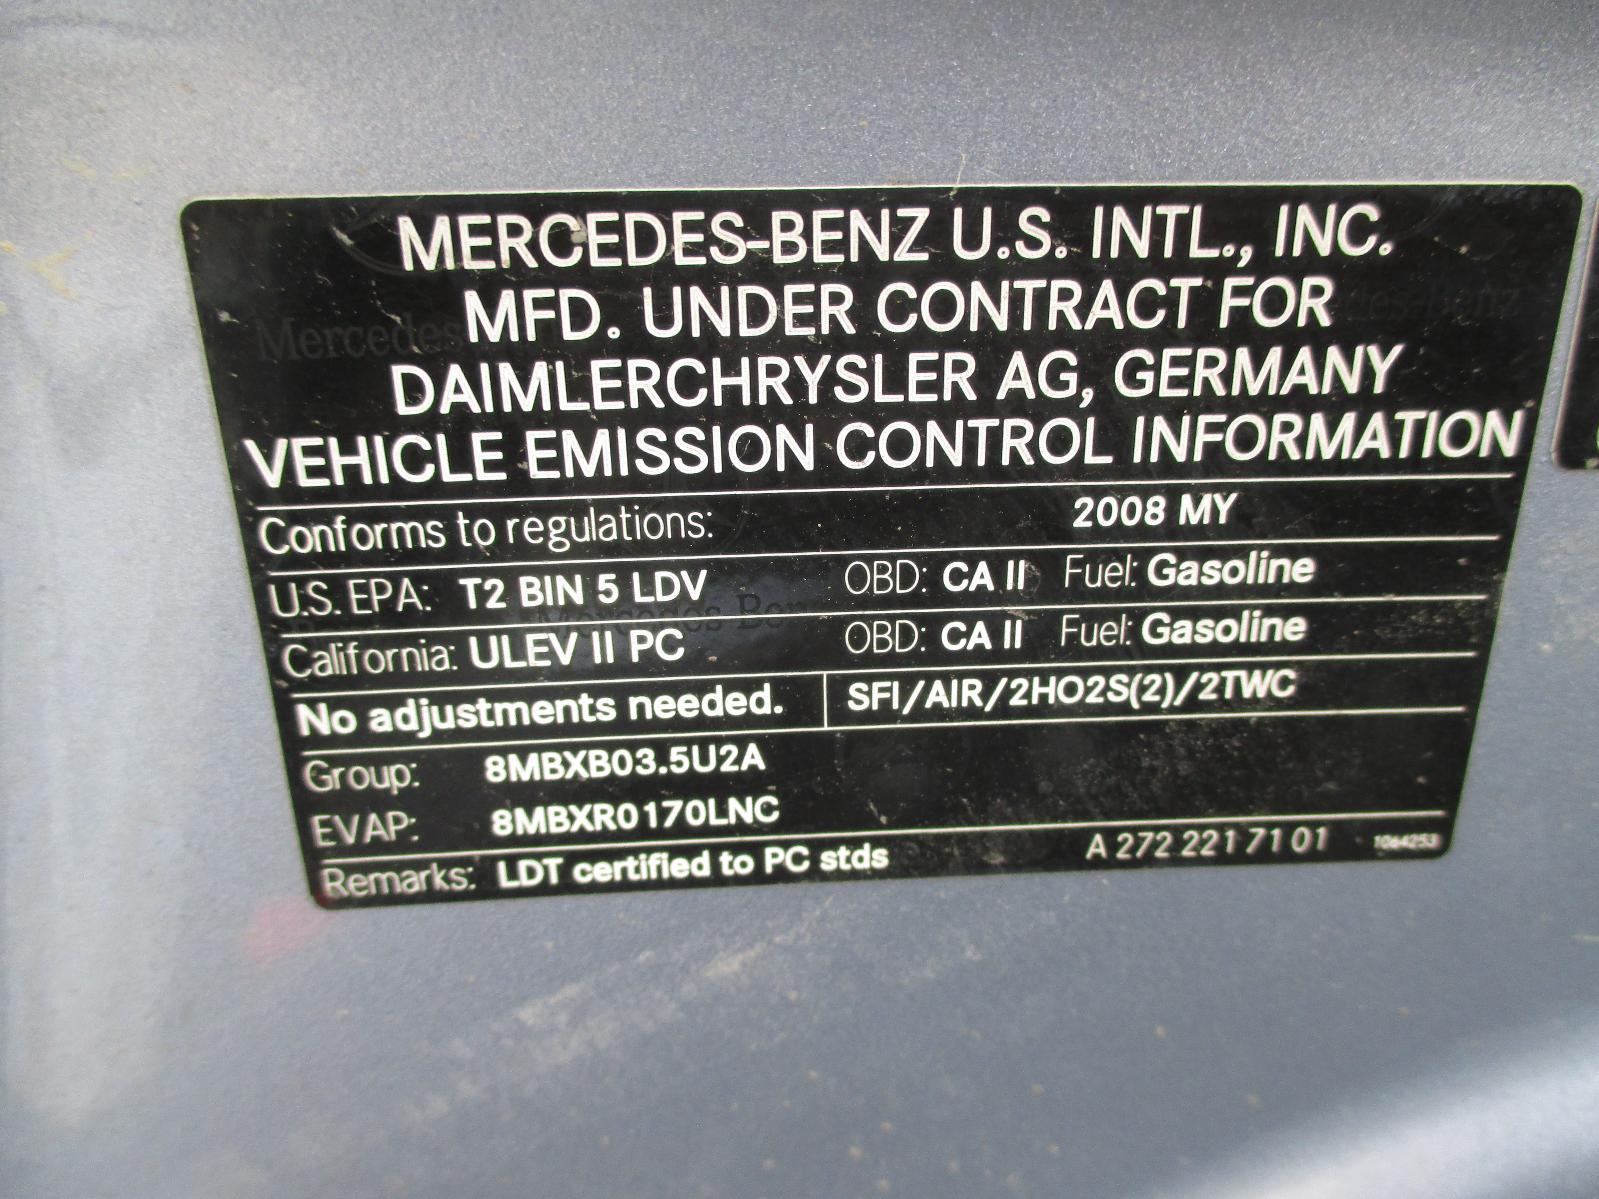 MERCEDES-BENZ U.S. INTL., INC.
MFD. UNDER CONTRACT FOR
DAIMLERCHRYSLER AG, GERMANY
VEHICLE EMISSION CONTROL INFORMATION
Conforms to regulations: 2008 MY
U.S. EPA: T2 BIN 5 LDV OBD: CA II Fuel: Gasoline
California: ULEV II PC OBD: CA II Fuel: Gasoline
No adjustments needed. SFI/AIR/2HO2S(2)/2TWC
Group: 8MBXB03.5U2A
EVAP: 8MBXR0170LNC
Remarks: LDT certified to PC stds A 272 221 71 01 1064253